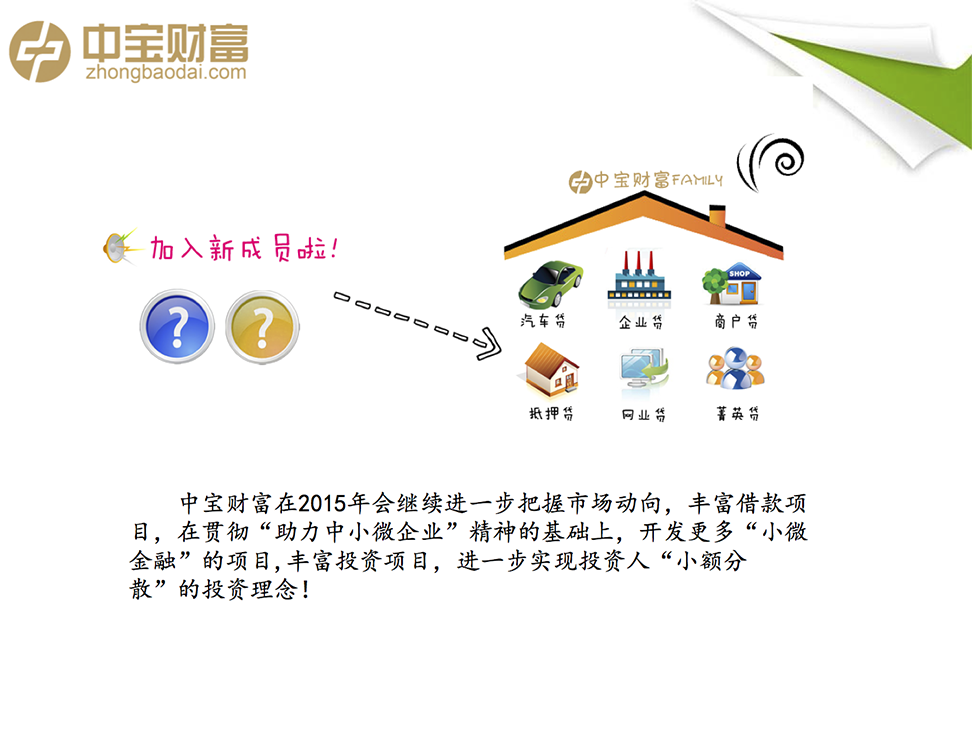 中宝财富
zhongbaodai.com
中宝财富FAMILY
加入新成员啦!
? ?
SHOP
汽车贷 企业贷 商户贷
抵押贷 网业贷 菁英贷
中宝财富在2015年会继续进一步把握市场动向，丰富借款项
目，在贯彻“助力中小微企业”精神的基础上，开发更多“小微
金融”的项目,丰富投资项目，进一步实现投资人“小额分
散”的投资理念！